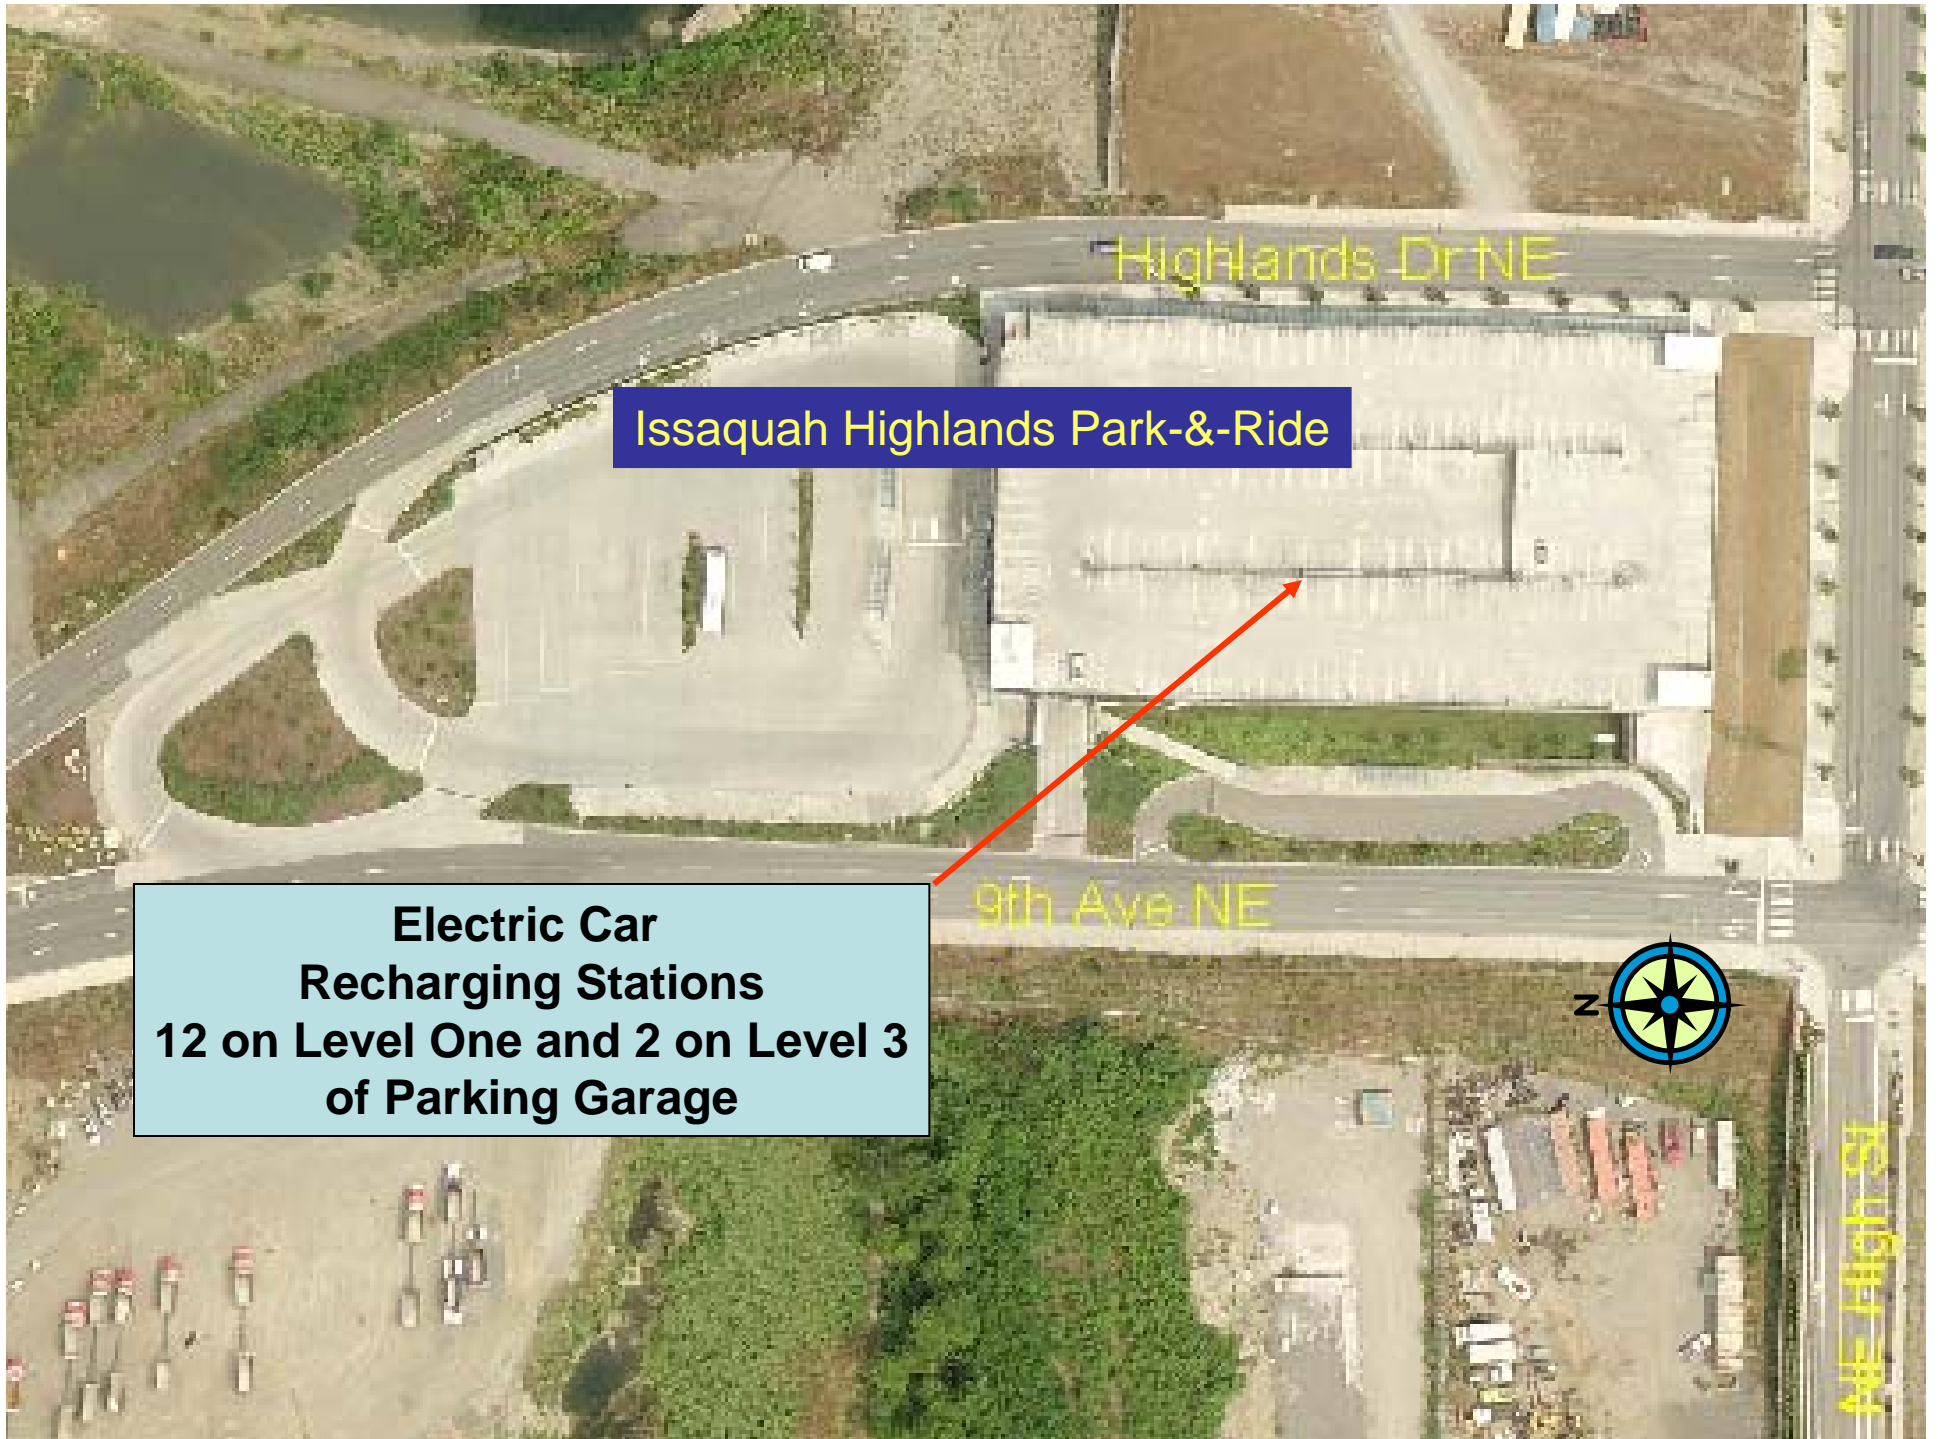 Highlands Dr NE
Issaquah Highlands Park-&-Ride
9th Ave NE
Electric Car
Recharging Stations
12 on Level One and 2 on Level 3
of Parking Garage
N
NE High St